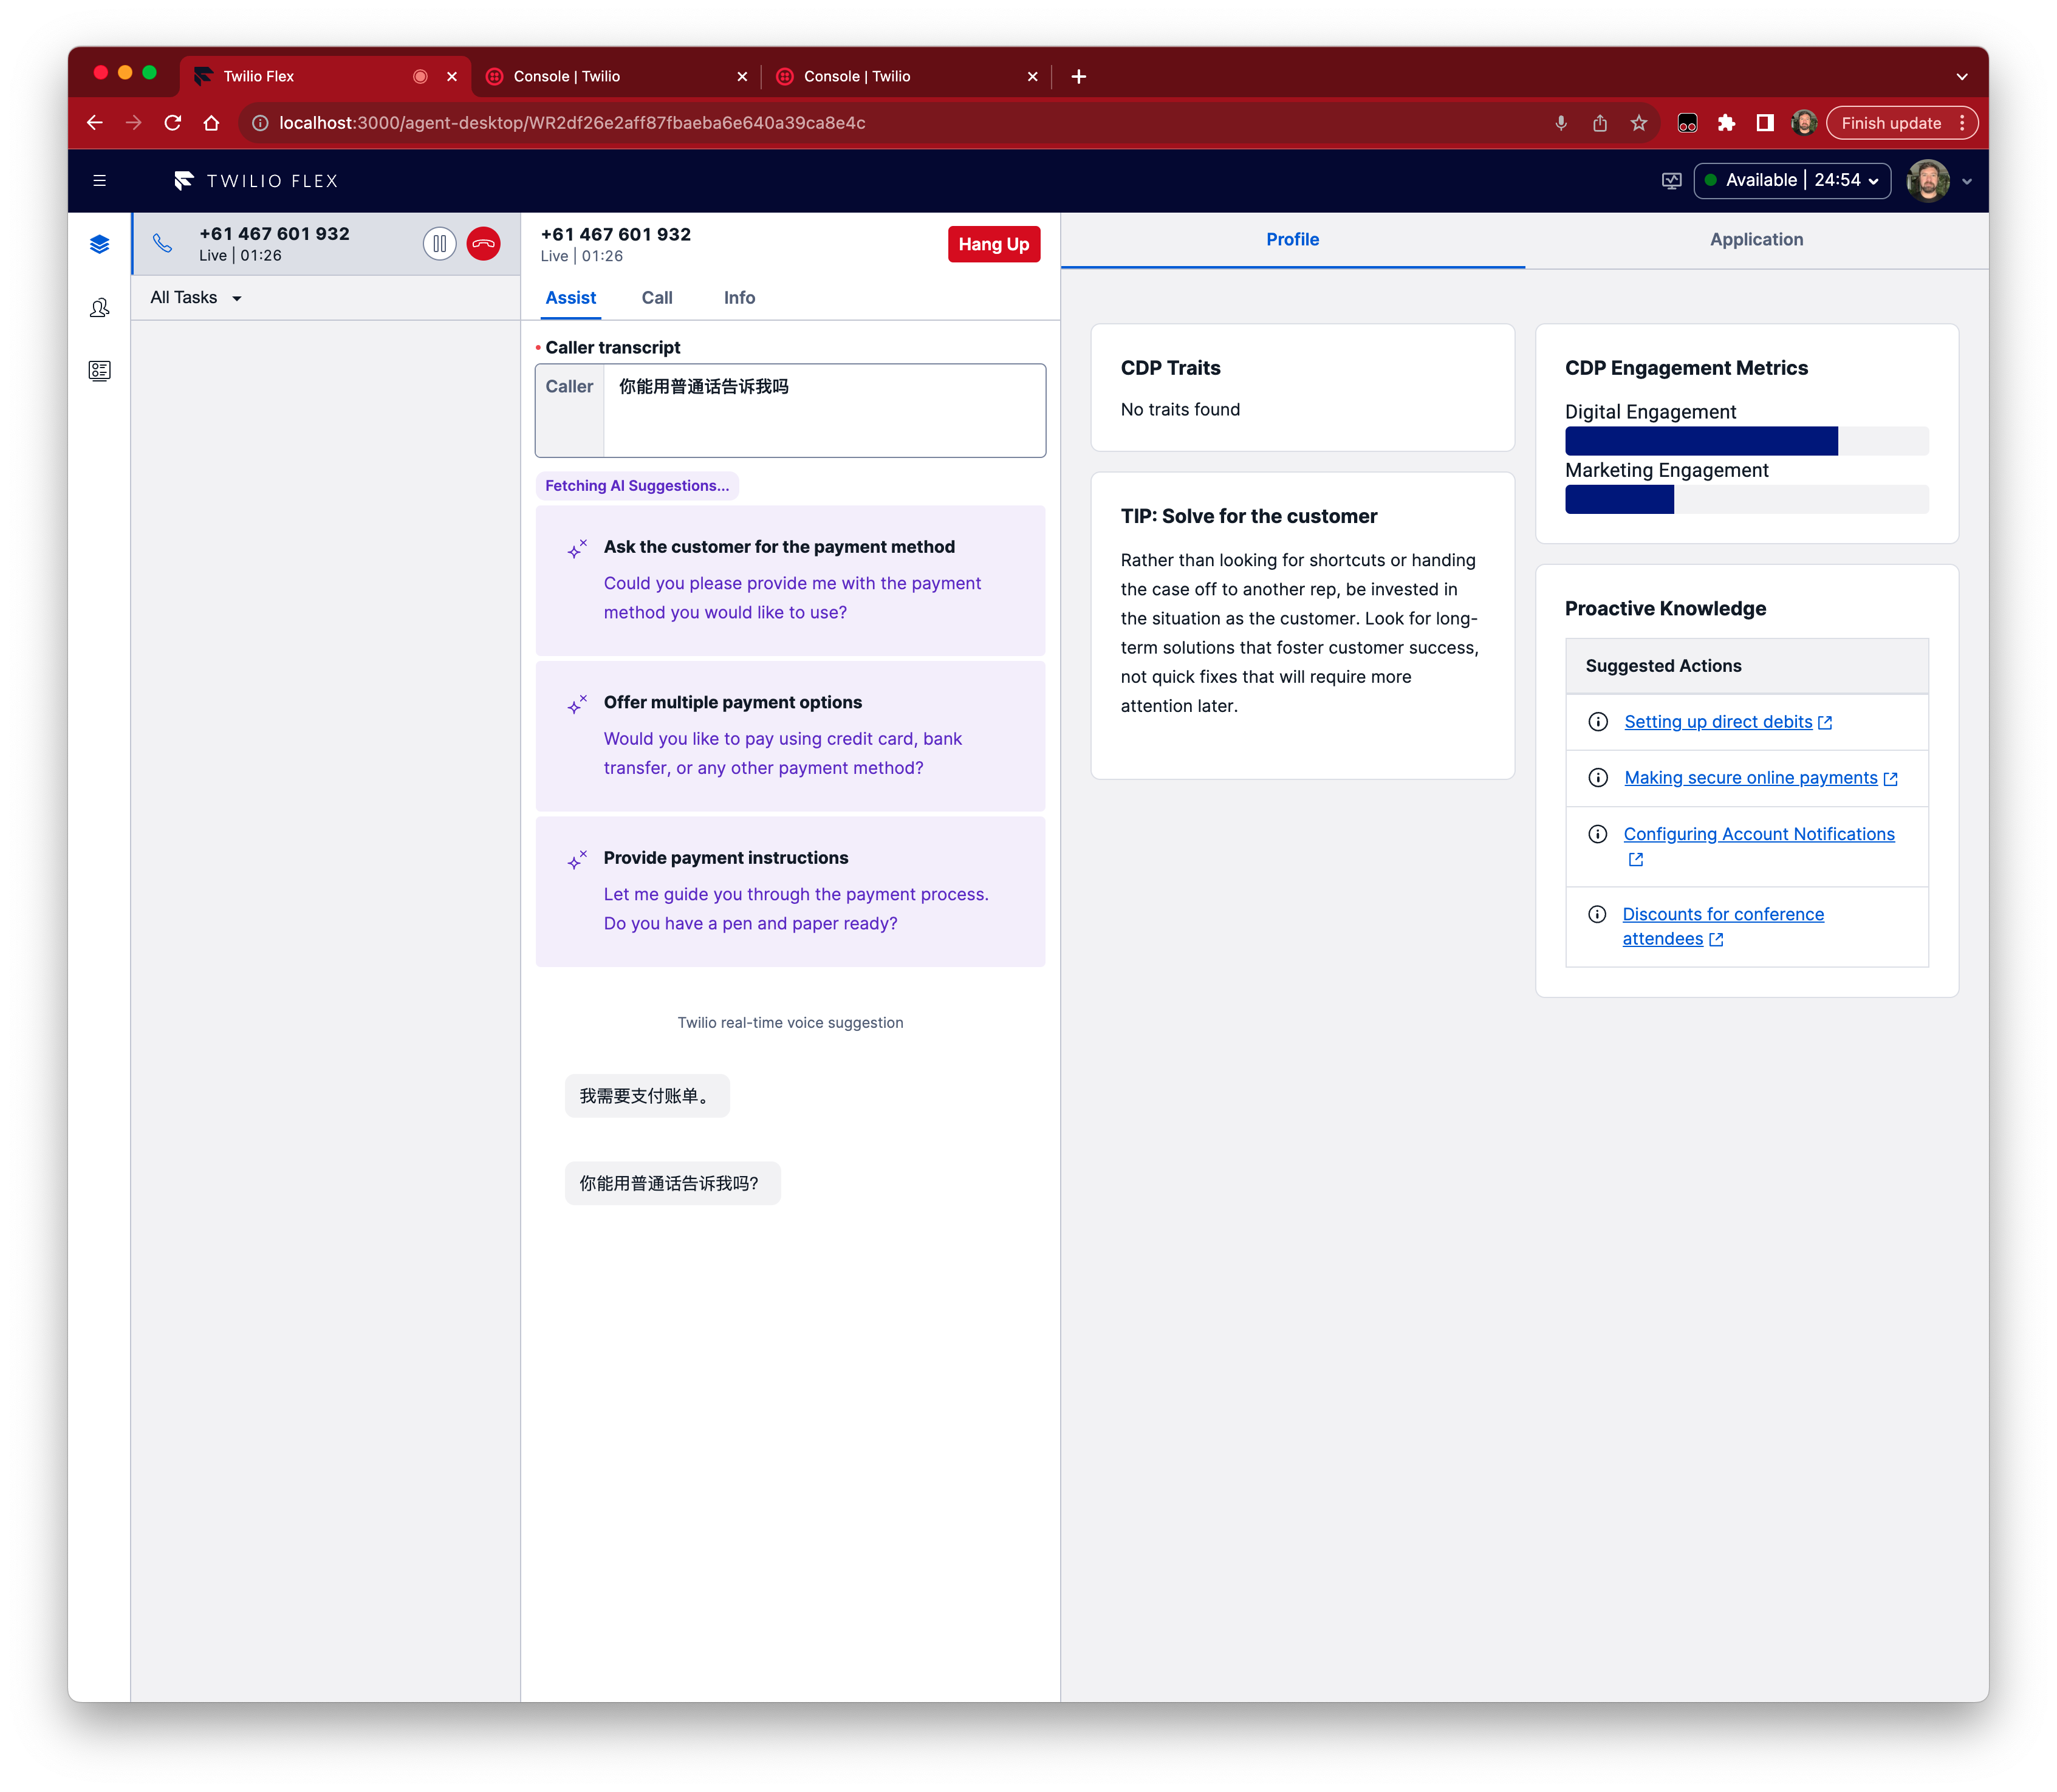 Twilio Flex
Console | Twilio
Console | Twilio
localhost:3000/agent-desktop/WR2df26e2aff87fbaeba6e640a39ca8e4c
Finish update
TWILIO FLEX
Available | 24:54
+61 467 601 932
Live | 01:26
All Tasks
+61 467 601 932
Live | 01:26
Hang Up
Assist
Call
Info
Caller transcript
Caller
你能用普通话告诉我吗
Fetching AI Suggestions...
Ask the customer for the payment method
Could you please provide me with the payment
method you would like to use?
Offer multiple payment options
Would you like to pay using credit card, bank
transfer, or any other payment method?
Provide payment instructions
Let me guide you through the payment process.
Do you have a pen and paper ready?
Twilio real-time voice suggestion
我需要支付账单。
你能用普通话告诉我吗?
Profile
Application
CDP Traits
No traits found
TIP: Solve for the customer
Rather than looking for shortcuts or handing
the case off to another rep, be invested in
the situation as the customer. Look for long-
term solutions that foster customer success,
not quick fixes that will require more
attention later.
CDP Engagement Metrics
Digital Engagement
Marketing Engagement
Proactive Knowledge
Suggested Actions
Setting up direct debits
Making secure online payments
Configuring Account Notifications
Discounts for conference
attendees